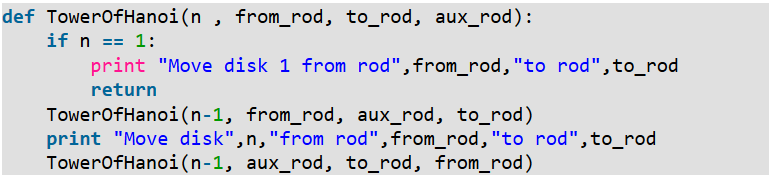 def TowerOfHanoi(n , from_rod, to_rod, aux_rod):
    if n == 1:
        print "Move disk 1 from rod",from_rod,"to rod",to_rod
        return
    TowerOfHanoi(n-1, from_rod, aux_rod, to_rod)
    print "Move disk",n,"from rod",from_rod,"to rod",to_rod
    TowerOfHanoi(n-1, aux_rod, to_rod, from_rod)